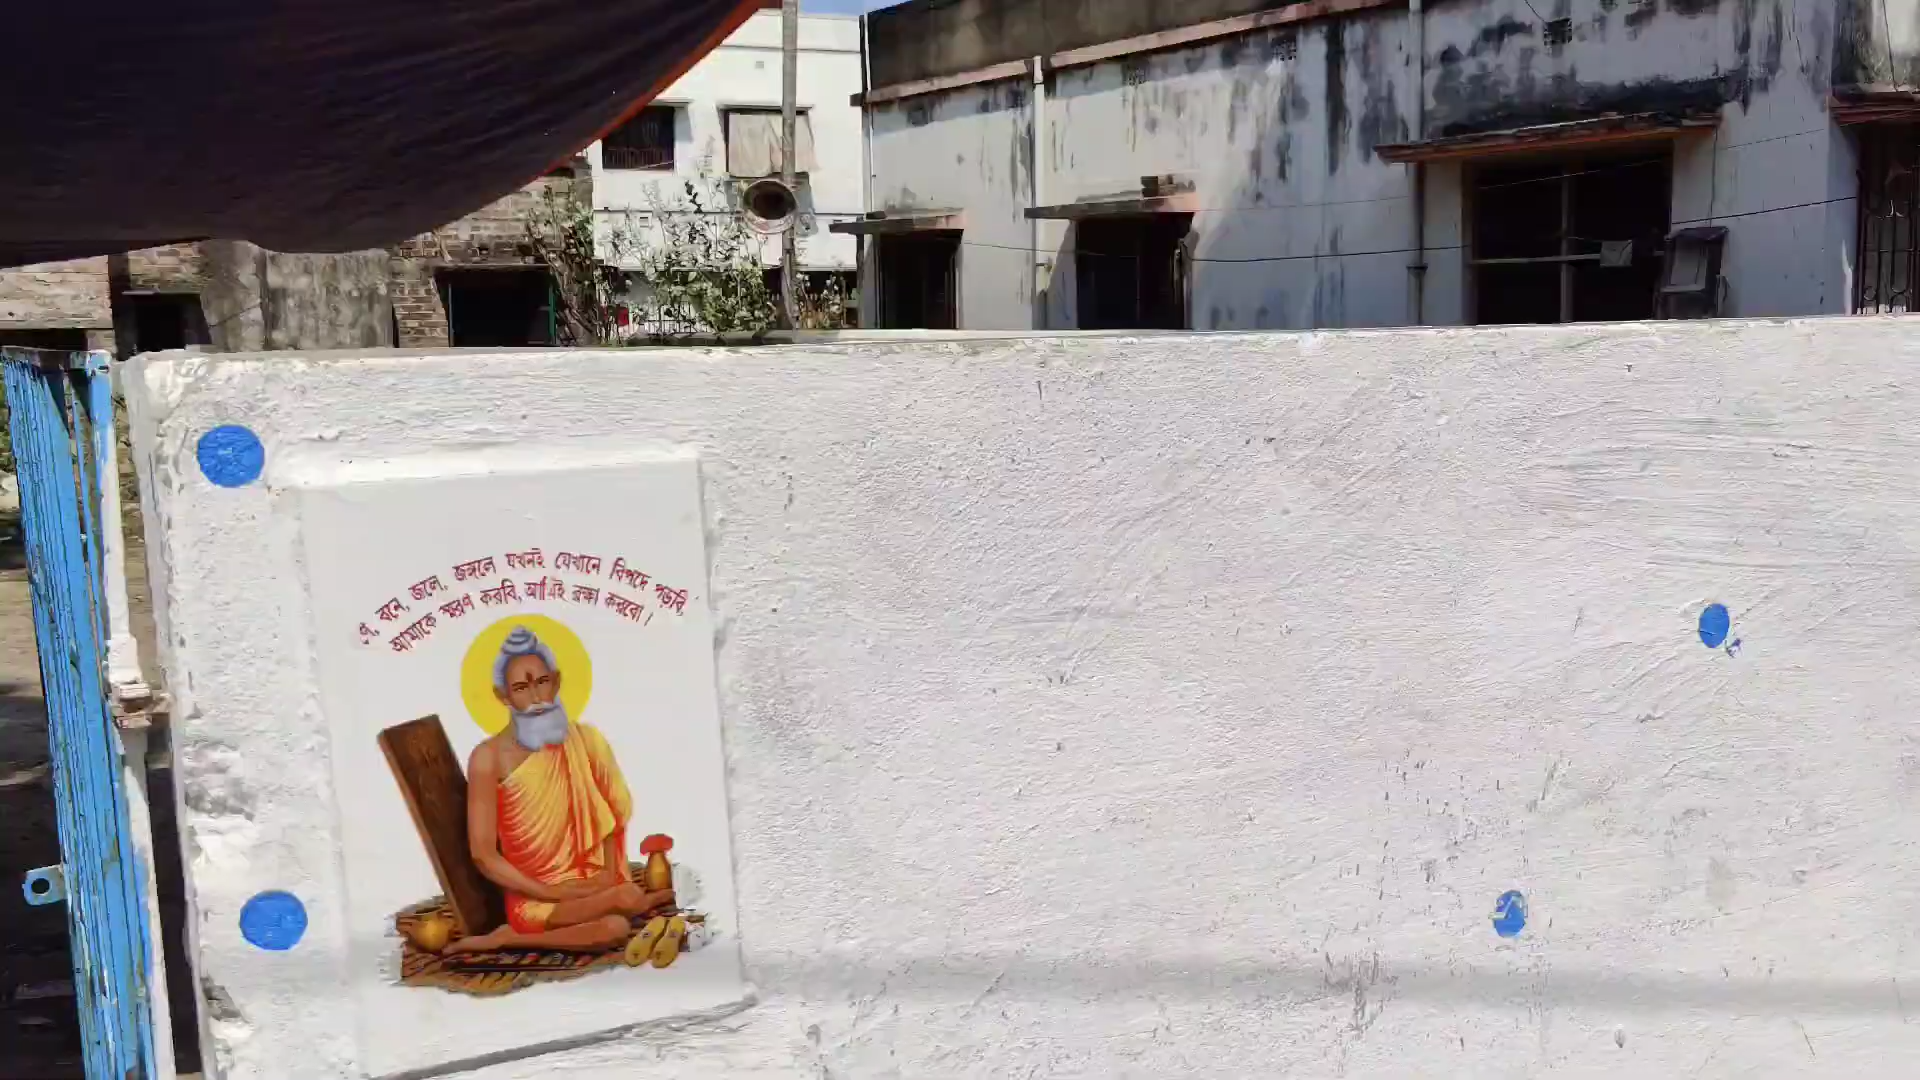 বনে, জলে, জঙ্গলে যখনই যেখানে বিপদে পড়বি,
আমাকে স্মরণ করবি, আমিই রক্ষা করবো।